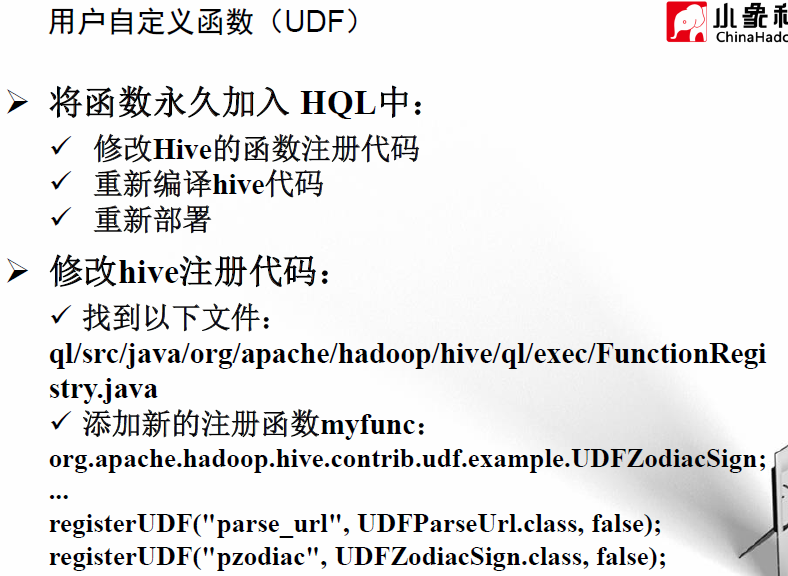 用户自定义函数（UDF）
小象科
ChinaHado
➢ 将函数永久加入 HQL中：
✓ 修改Hive的函数注册代码
✓ 重新编译hive代码
✓ 重新部署
➢ 修改hive注册代码：
✓ 找到以下文件：
ql/src/java/org/apache/hadoop/hive/ql/exec/FunctionRegi
stry.java
✓ 添加新的注册函数myfunc：
org.apache.hadoop.hive.contrib.udf.example.UDFZodiacSign;
...
registerUDF("parse_url", UDFParseUrl.class, false);
registerUDF("pzodiac", UDFZodiacSign.class, false);